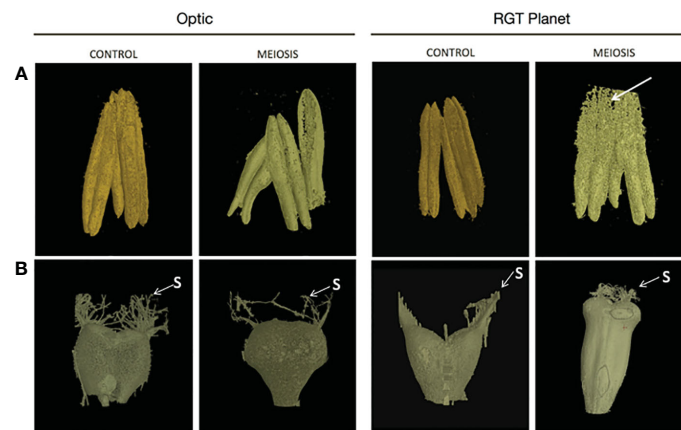 Optic RGT Planet
CONTROL MEIOSIS CONTROL MEIOSIS
A
B
S S S S